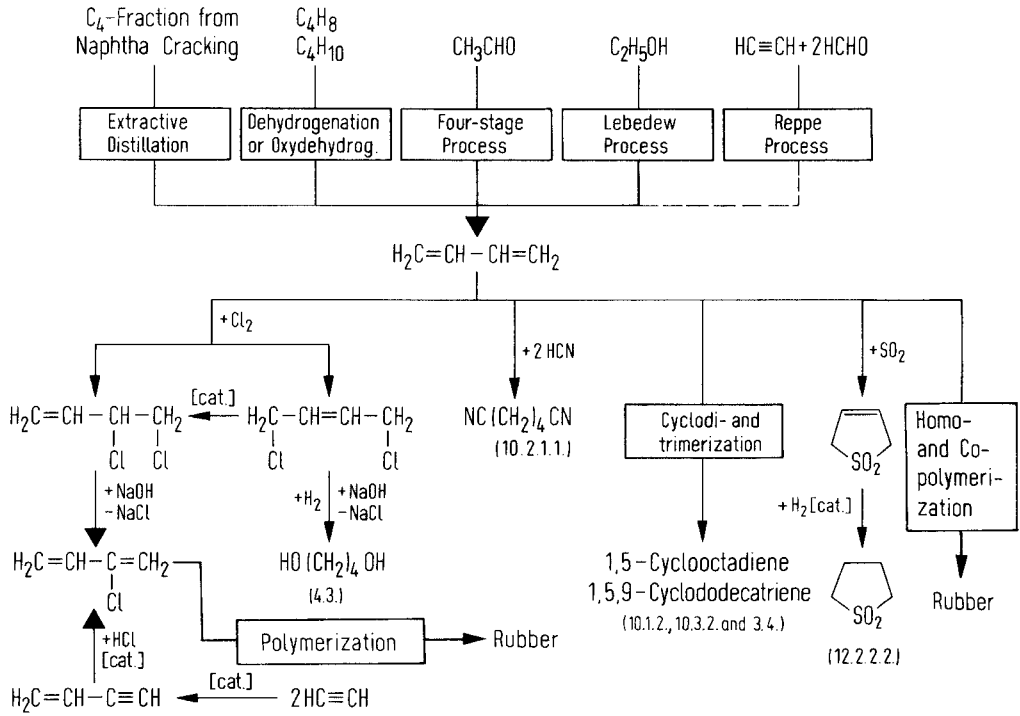 C₄-Fraction from
Naphtha Cracking
C₄H₈
C₄H₁₀
CH₃CHO
C₂H₅OH
HC≡CH+2HCHO
Extractive
Distillation
Dehydrogenation
or Oxydehydrog.
Four-stage
Process
Lebedew
Process
Reppe
Process
H₂C=CH-CH=CH₂
+Cl₂
+2HCN
+SO₂
H₂C=CH-CH-CH₂
Cl Cl
[cat.]
H₂C-CH=CH-CH₂
Cl Cl
NC(CH₂)₄CN
(10.2.1.1.)
Cyclodi- and
trimerization
SO₂
Homo-
and Co-
polymeri-
zation
+NaOH
-NaCl
+H₂
+NaOH
-NaCl
+H₂[cat.]
H₂C=CH-C=CH₂
Cl
HO(CH₂)₄OH
(4.3.)
1,5-Cyclooctadiene
1,5,9-Cyclododecatriene
(10.1.2., 10.3.2. and 3.4.)
SO₂
(12.2.2.2.)
Rubber
Polymerization
Rubber
+HCl
[cat.]
H₂C=CH-C≡CH
[cat.]
2HC≡CH